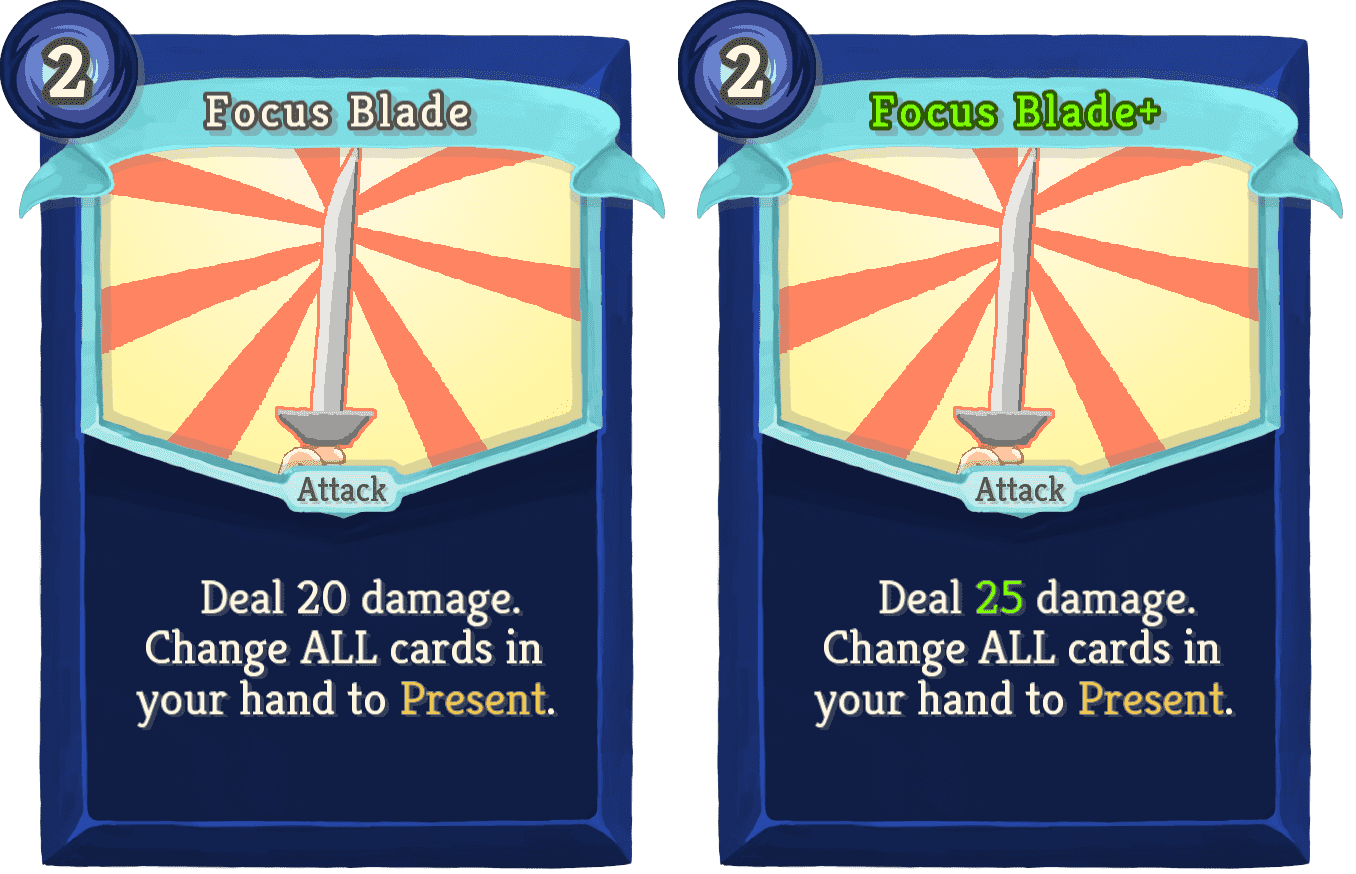 2
Focus Blade
Attack
Deal 20 damage.
Change ALL cards in
your hand to Present.
2
Focus Blade+
Attack
Deal 25 damage.
Change ALL cards in
your hand to Present.